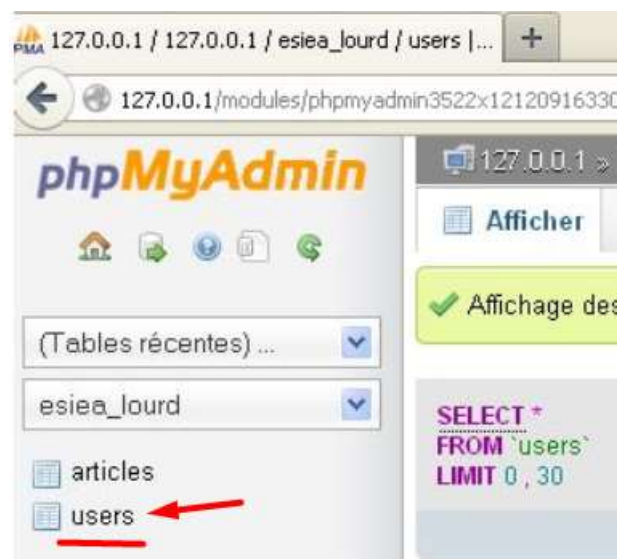 PMA 127.0.0.1 / 127.0.0.1 / esiea_lourd / users |... +
127.0.0.1/modules/phpmyadmin3522x12120916330
phpMyAdmin
127.0.0.1 »
Afficher
Affichage des
(Tables récentes) ...
esiea_lourd
articles
users
SELECT *
FROM `users`
LIMIT 0 , 30